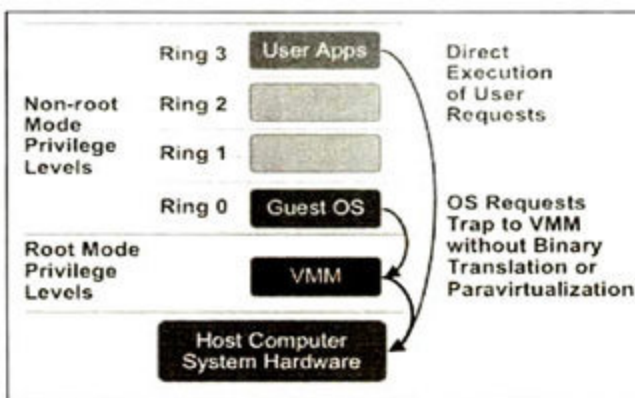 Ring 3
User Apps
Direct
Execution
of User
Requests
Non-root
Mode
Privilege
Levels
Ring 2
Ring 1
Ring 0
Guest OS
OS Requests
Trap to VMM
without Binary
Translation or
Paravirtualization
Root Mode
Privilege
Levels
VMM
Host Computer
System Hardware